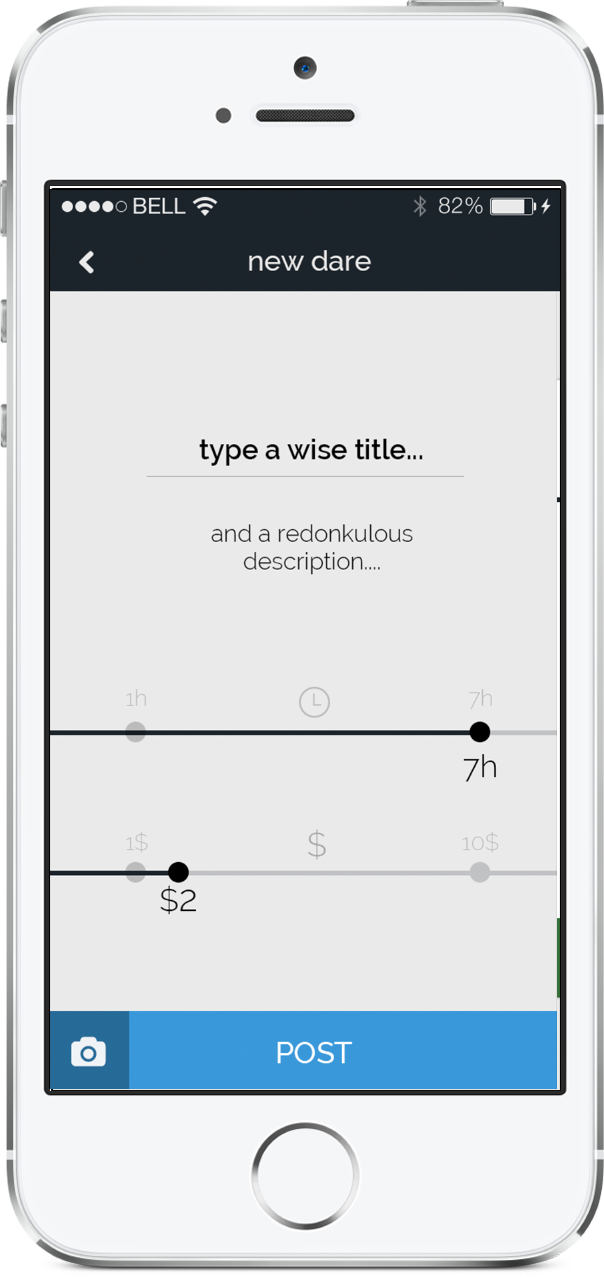 BELL 82%
new dare
type a wise title...
and a redonkulous
description....
1h 7h
7h
1$ $ 10$
$2
POST